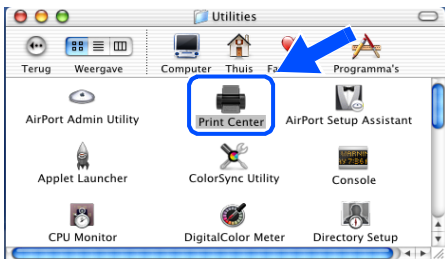 Utilities
Terug Weergave Computer Thuis Fa Programma's
AirPort Admin Utility Print Center AirPort Setup Assistant
Applet Launcher ColorSync Utility Console
CPU Monitor DigitalColor Meter Directory Setup